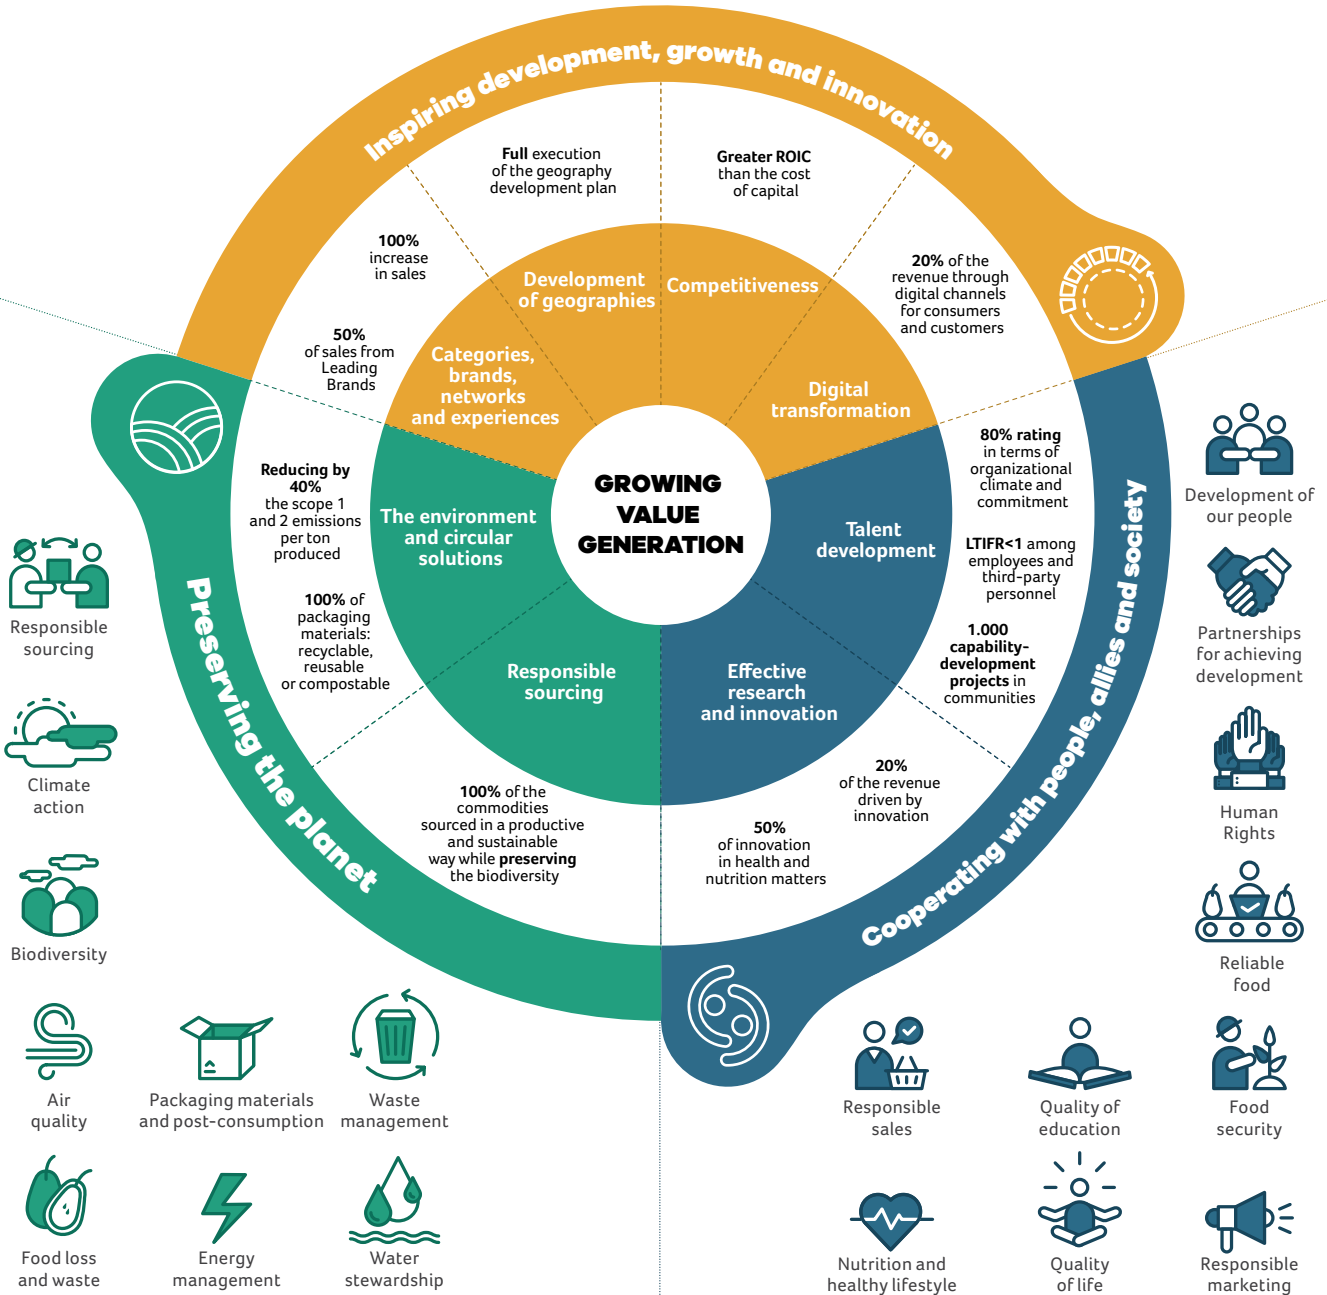 Inspiring development, growth and innovation
Full execution
of the geography
development plan
Greater ROIC
than the cost
of capital
100%
increase
in sales
50%
of sales from
Leading
Brands
20% of the
revenue through
digital channels
for consumers
and customers
Development
of geographies
Competitiveness
Categories,
brands,
networks
and experiences
Digital
transformation
GROWING
VALUE
GENERATION
The environment
and circular
solutions
Responsible
sourcing
Talent
development
Effective
research
and innovation
Preserving the planet
Reducing by
40%
the scope 1
and 2 emissions
per ton
produced
100% of
packaging
materials:
recyclable,
reusable
or compostable
100% of the
commodities
sourced in a productive
and sustainable
way while preserving
the biodiversity
Cooperating with people, allies and society
80% rating
in terms of
organizational
climate and
commitment
LTIFR<1 among
employees and
third-party
personnel
1.000
capability-
development
projects in
communities
20%
of the revenue
driven by
innovation
50%
of innovation
in health and
nutrition matters
Responsible
sourcing
Climate
action
Biodiversity
Air
quality
Packaging materials
and post-consumption
Waste
management
Food loss
and waste
Energy
management
Water
stewardship
Development of
our people
Partnerships
for achieving
development
Human
Rights
Reliable
food
Responsible
sales
Quality of
education
Food
security
Nutrition and
healthy lifestyle
Quality
of life
Responsible
marketing